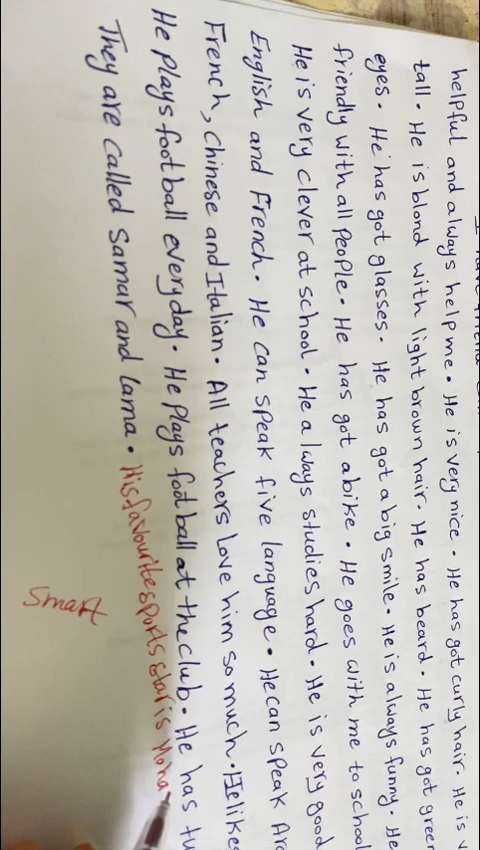 I have friend
helpful and always help me. He is very nice. He has got curly hair. He is v
tall. He is blond with light brown hair. He has beard. He has got green
eyes. He has got glasses. He has got a big smile. He is always funny. He
friendly with all people. He has got a bike. He goes with me to school
He is very clever at school. He always studies hard. He is very good
English and French. He can speak five language. He can speak Ara
French, Chinese and Italian. All teachers love him so much. He likes
He plays football everyday. He plays football at the club. He has tw
They are called Samar and Lama. His favourite sports star is Moha
Smart